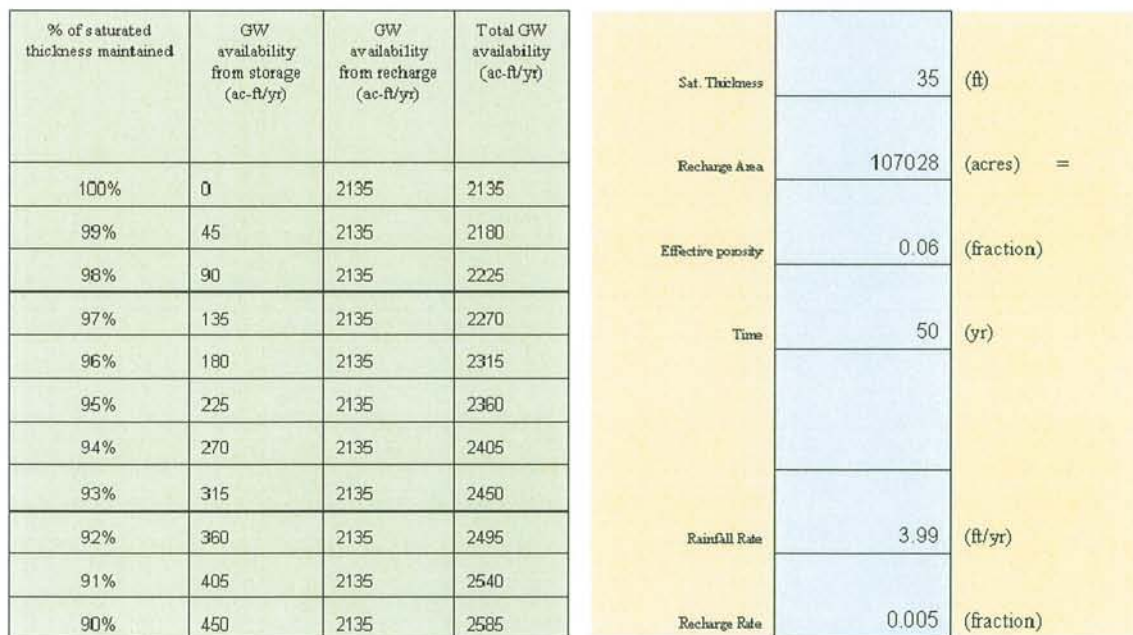 % of saturated thickness maintained GW availability from storage (ac-ft/yr) GW availability from recharge (ac-ft/yr) Total GW availability (ac-ft/yr)
100% 0 2135 2135
99% 45 2135 2180
98% 90 2135 2225
97% 135 2135 2270
96% 180 2135 2315
95% 225 2135 2360
94% 270 2135 2405
93% 315 2135 2450
92% 360 2135 2495
91% 405 2135 2540
90% 450 2135 2585
Sat. Thickness 35 (ft)
Recharge Area 107028 (acres) =
Effective porosity 0.06 (fraction)
Time 50 (yr)
Rainfall Rate 3.99 (ft/yr)
Recharge Rate 0.005 (fraction)